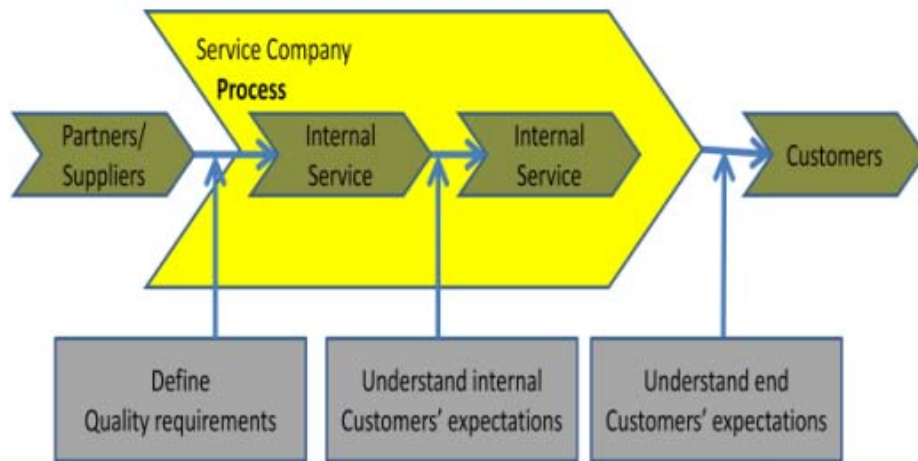 Service Company
Process
Partners/
Suppliers
Internal
Service
Internal
Service
Customers
Define
Quality requirements
Understand internal
Customers' expectations
Understand end
Customers' expectations